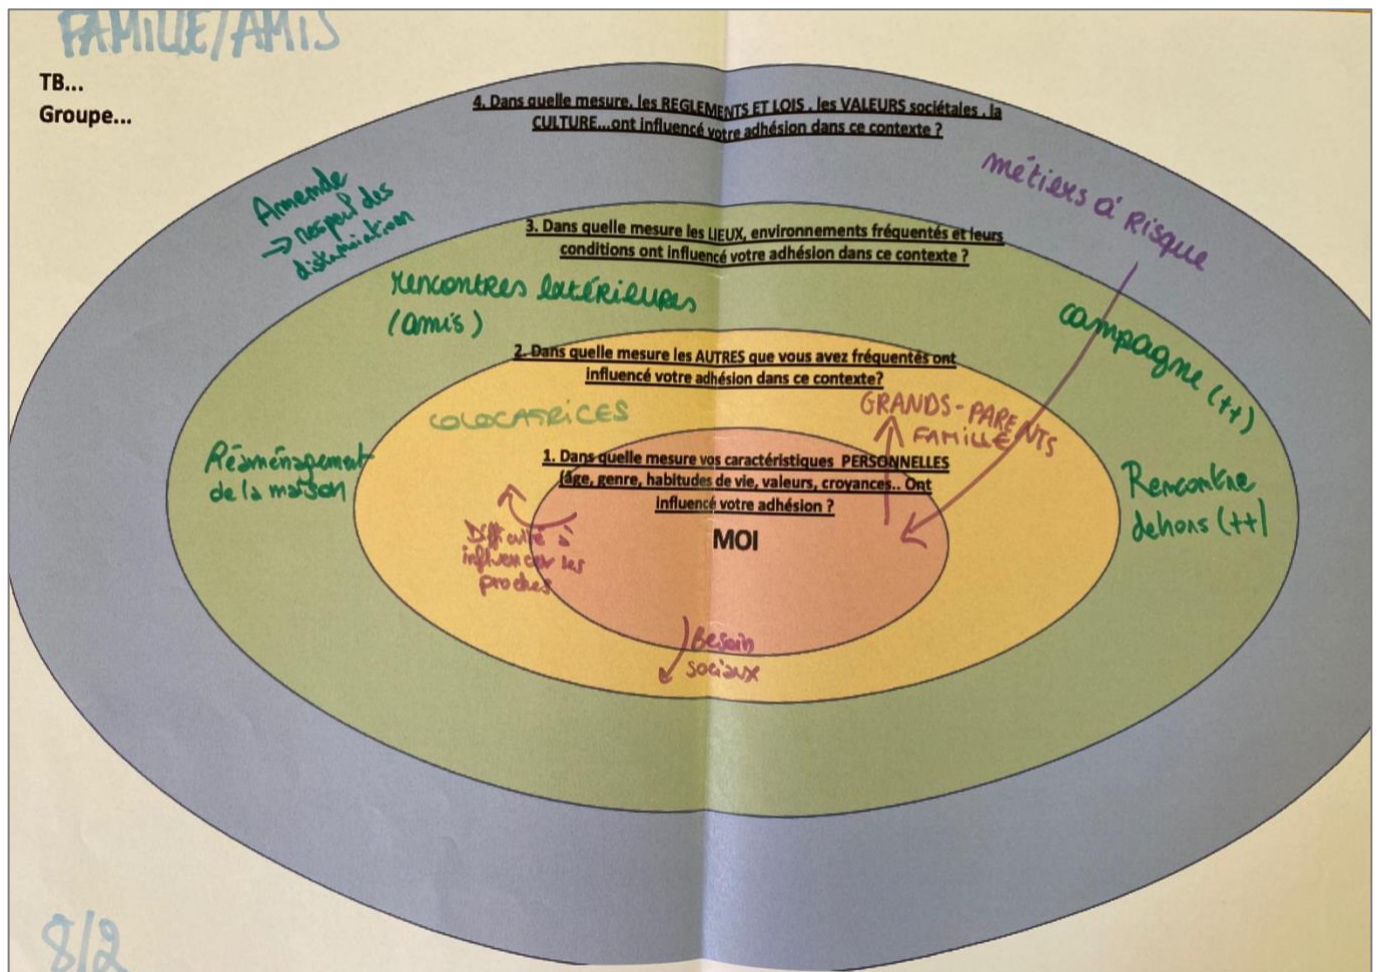 FAMILLE/AMIS
TB...
Groupe...
4. Dans quelle mesure, les REGLEMENTS ET LOIS , les VALEURS sociétales , la
CULTURE...ont influencé votre adhésion dans ce contexte ?
métiers à Risque
Amende
→ respect des
distanciation
3. Dans quelle mesure les LIEUX, environnements fréquentés et leurs
conditions ont influencé votre adhésion dans ce contexte ?
rencontres extérieures
(amis)
campagne (++)
2. Dans quelle mesure les AUTRES que vous avez fréquentés ont
influencé votre adhésion dans ce contexte?
COLOCATRICES
GRANDS-PARENTS
FAMILLE
Réaménagement
de la maison
Rencontre
dehors (++)
1. Dans quelle mesure vos caractéristiques PERSONNELLES
(âge, genre, habitudes de vie, valeurs, croyances.. Ont
influencé votre adhésion ?
MOI
Difficulté à
influencer les
proches
Besoin
sociaux
8/2